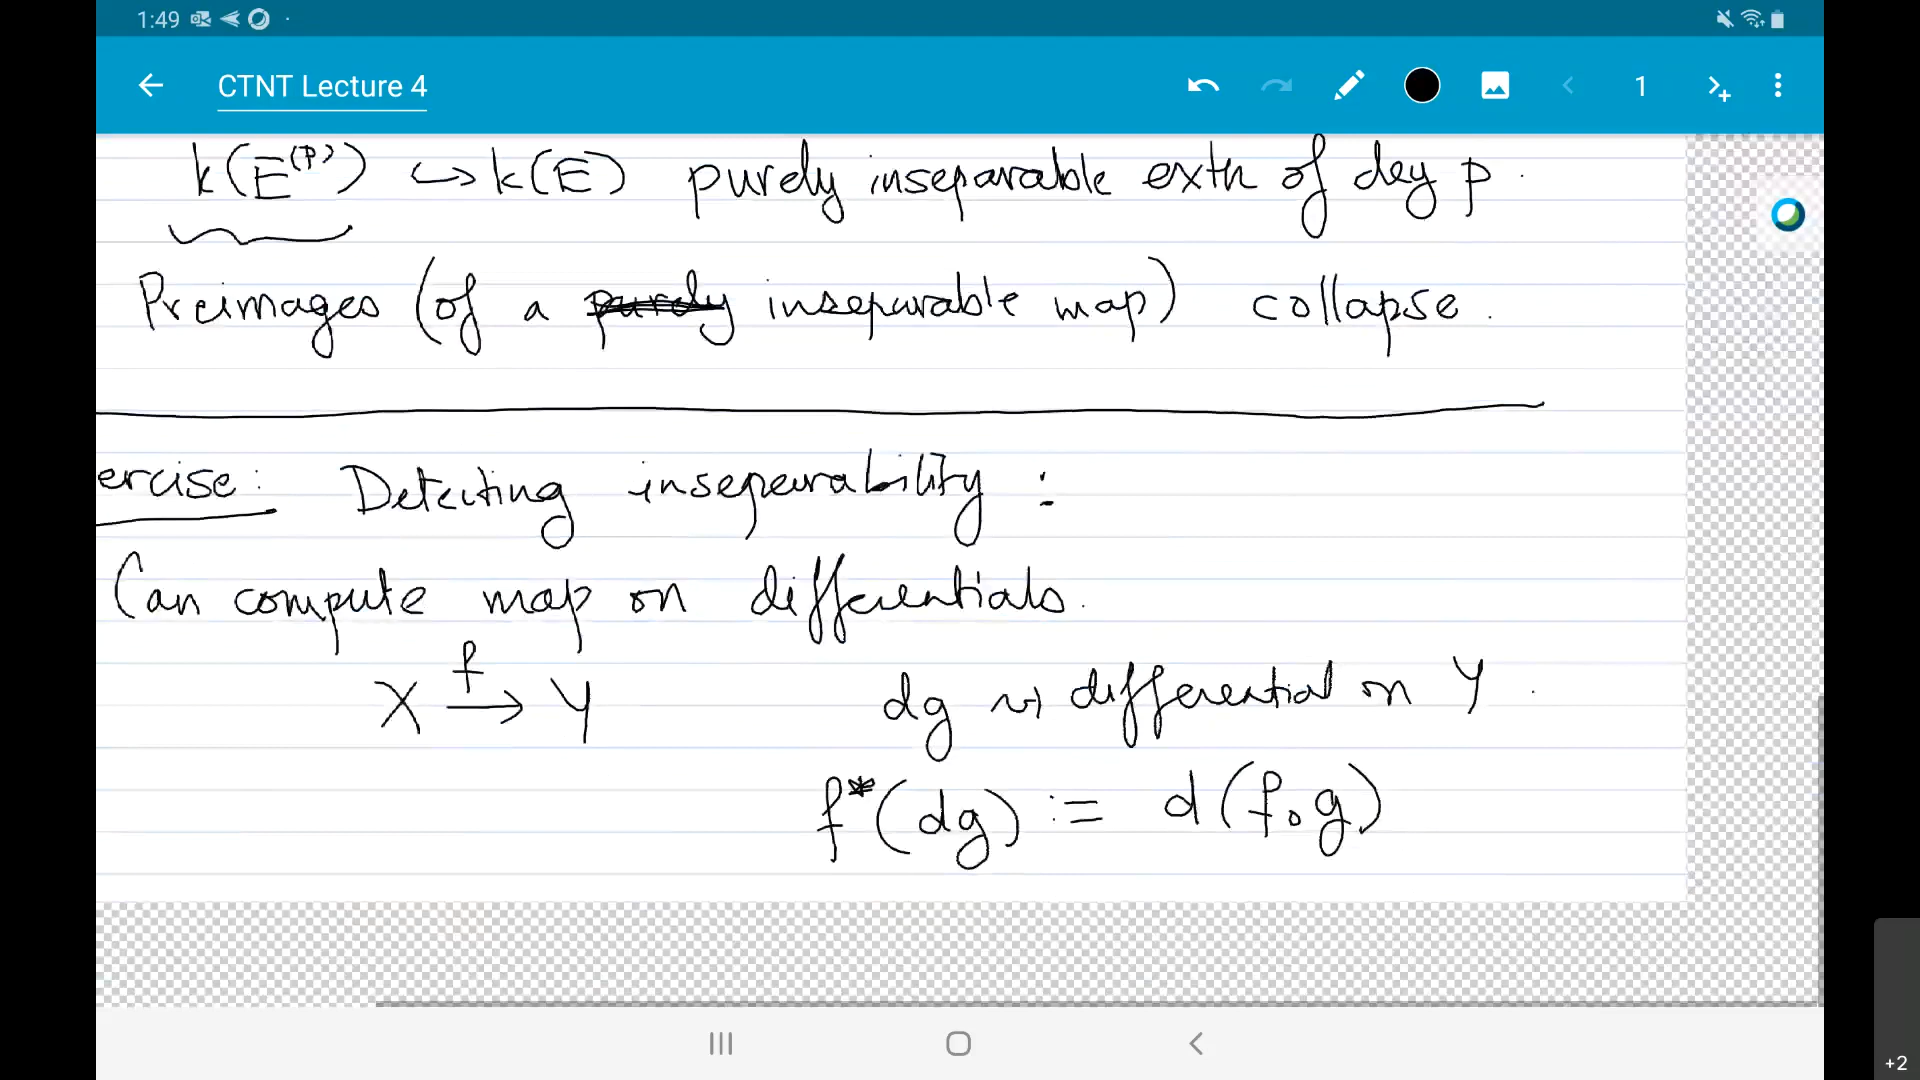 1:49
CTNT Lecture 4
1
k(E^(p)) ↪ k(E) purely inseparable extn of deg p.
Preimages (of a purely inseparable map) collapse.
ercise: Detecting inseparability :
Can compute map on differentials.
X →^f Y dg ⇝ differential on Y.
f*(dg) := d(f∘g)
+2